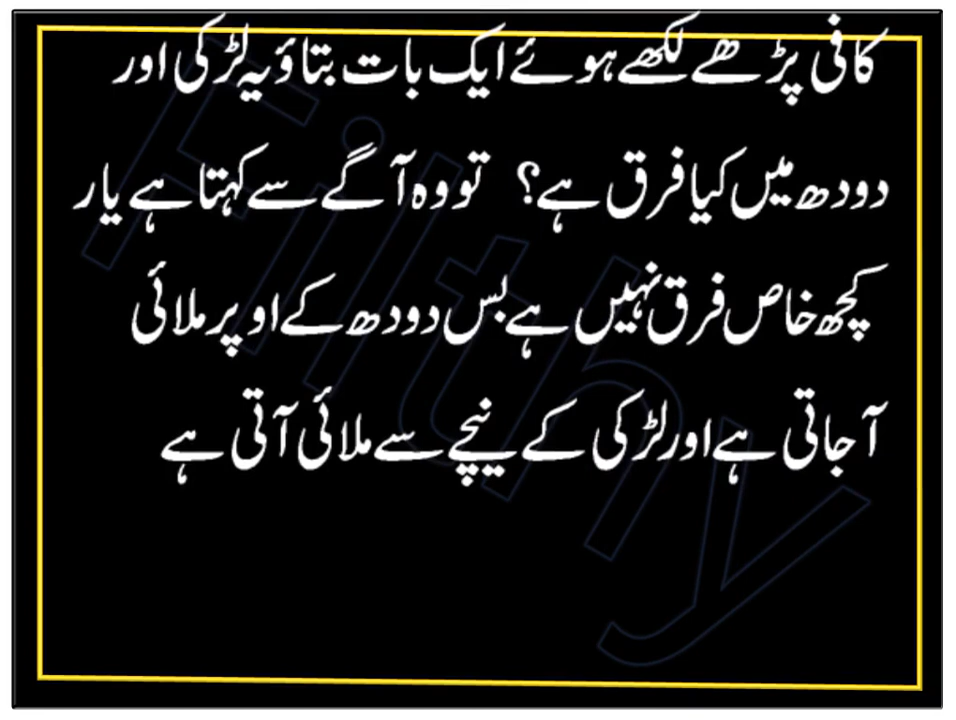 کافی پڑھے لکھے ہوئے ایک بات بتاؤ یہ لڑکی اور
دودھ میں کیا فرق ہے؟ تو وہ آگے سے کہتا ہے یار
کچھ خاص فرق نہیں ہے بس دودھ کے اوپر ملائی
آجاتی ہے اور لڑکی کے نیچے سے ملائی آتی ہے
Filthy